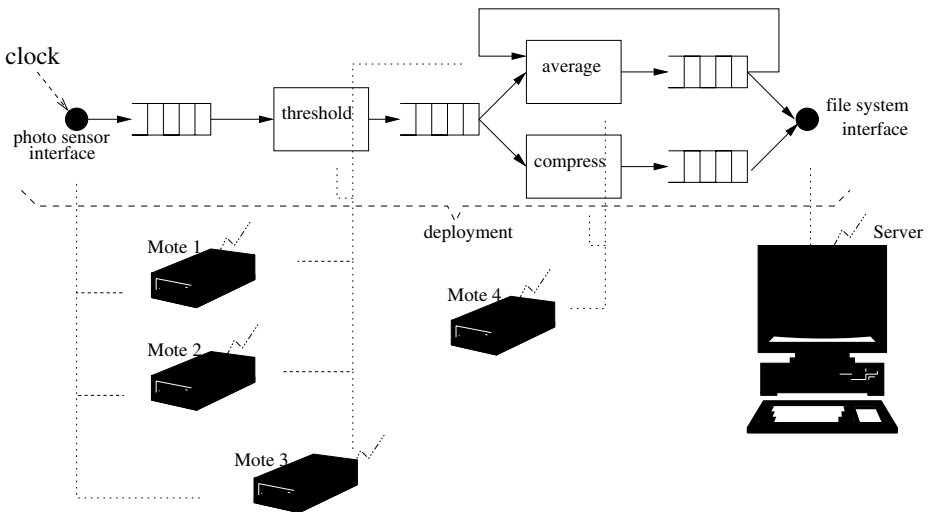 clock
photo sensor
interface
threshold
average
compress
file system
interface
deployment
Mote 1
Mote 2
Mote 3
Mote 4
Server